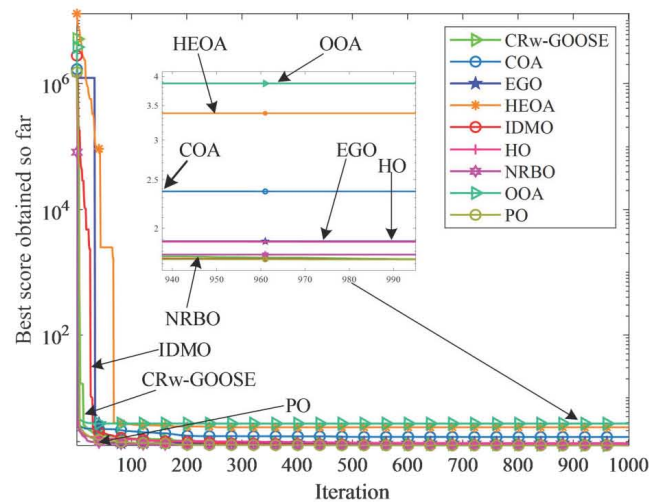 HEOA
OOA
4
3.5
3
COA
EGO
HO
2.5
2
940
950
960
970
980
990
NRBO
IDMO
CRw-GOOSE
PO
CRw-GOOSE
COA
EGO
HEOA
IDMO
HO
NRBO
OOA
PO
10^6
10^4
10^2
Best score obtained so far
100 200 300 400 500 600 700 800 900 1000
Iteration